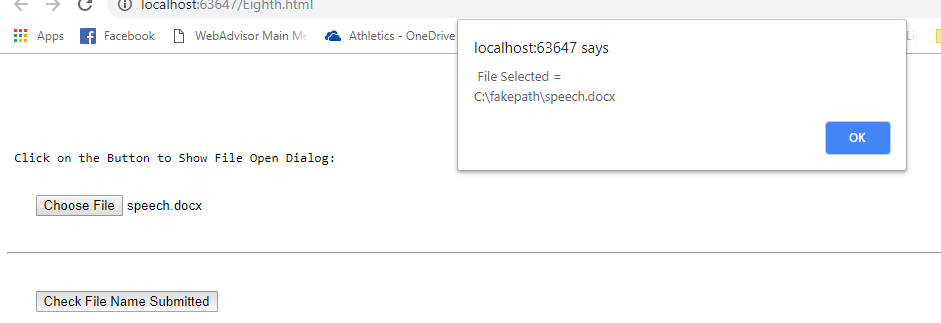 localhost:63647/Eighth.html
Apps Facebook WebAdvisor Main Me Athletics - OneDrive
localhost:63647 says
File Selected =
C:\fakepath\speech.docx
OK
Click on the Button to Show File Open Dialog:
Choose File speech.docx
Check File Name Submitted